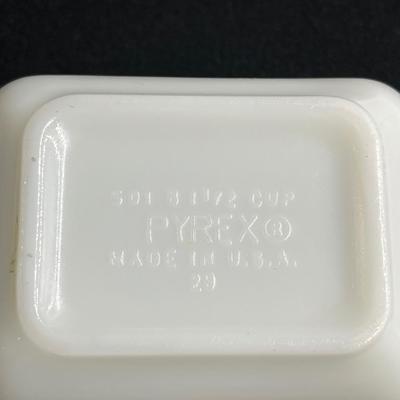 501 B 1 1/2 CUP
PYREX®
MADE IN U.S.A.
29